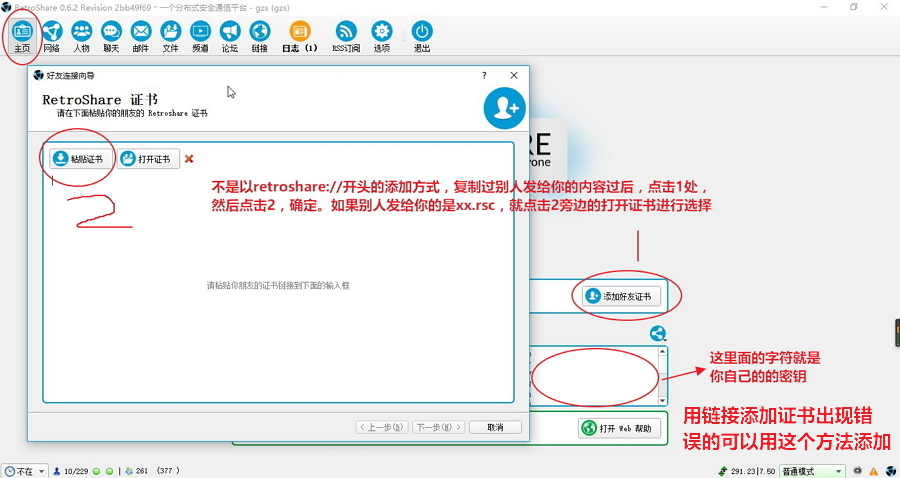 RetroShare 0.6.2 Revision 2bb49f69 - 一个分布式安全通信平台 - gzs (gzs)
主页 网络 人物 聊天 邮件 文件 频道 论坛 链接 日志 (1) RSS订阅 选项 退出
好友连接向导 ?
RetroShare 证书
请在下面粘贴你的朋友的 Retroshare 证书
粘贴证书 打开证书
RE
one
不是以retroshare://开头的添加方式，复制过别人发给你的内容过后，点击1处，
然后点击2，确定。如果别人发给你的是xx.rsc，就点击2旁边的打开证书进行选择
2
请粘贴你朋友的证书链接到下面的输入框
添加好友证书
这里面的字符就是
你自己的的密钥
用链接添加证书出现错
误的可以用这个方法添加
打开 Web 帮助
< 上一步(B) 下一步(N) > 取消
不在 10/229 | 261 (377 ) 291.23|7.50 普通模式